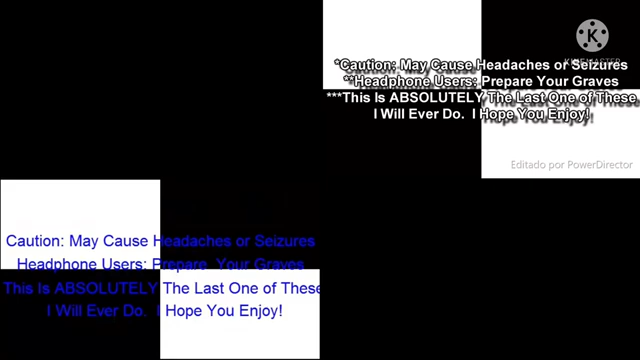 KINEMASTER
*Caution: May Cause Headaches or Seizures
**Headphone Users: Prepare Your Graves
***This Is ABSOLUTELY The Last One of These
I Will Ever Do.  I Hope You Enjoy!
Editado por PowerDirector
Caution: May Cause Headaches or Seizures
Headphone Users: Prepare  Your Graves
This Is ABSOLUTELY The Last One of These
I Will Ever Do.  I Hope You Enjoy!